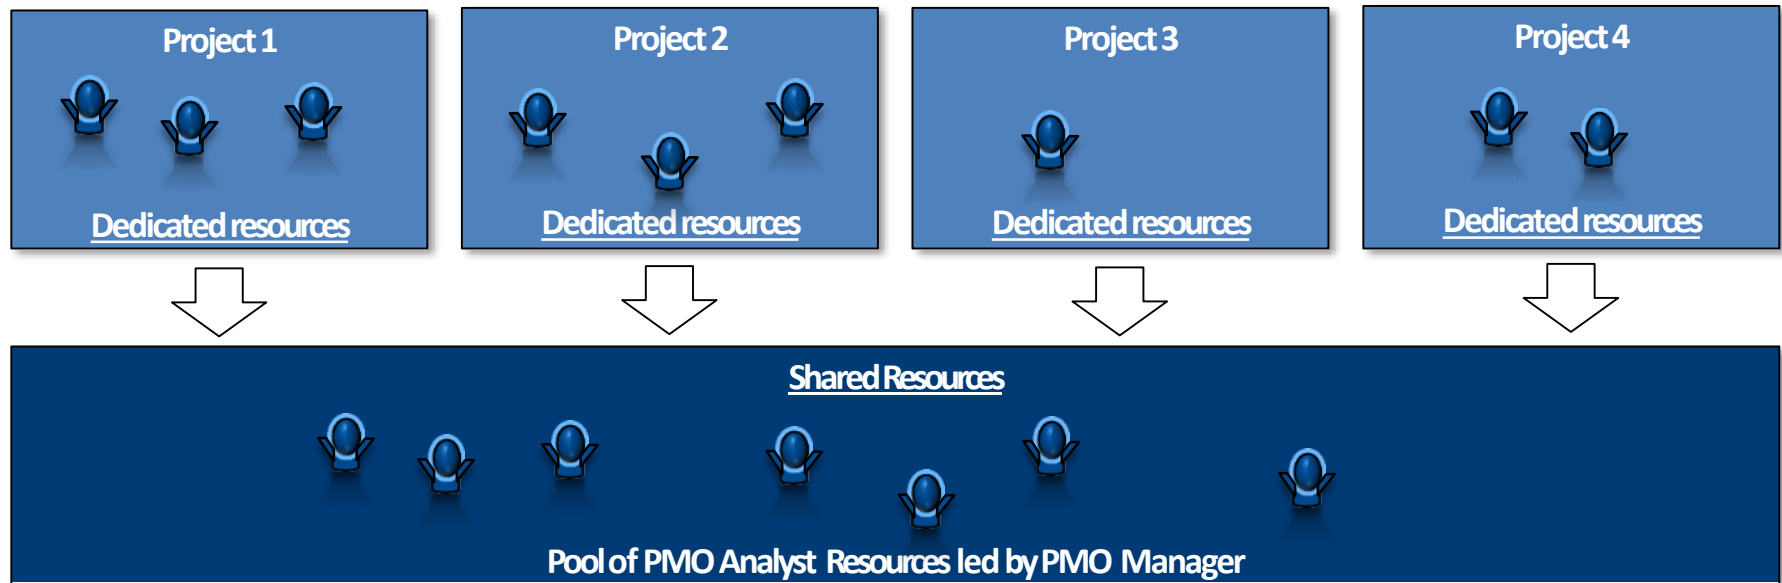 Project 1
Project 2
Project 3
Project 4
Dedicated resources
Dedicated resources
Dedicated resources
Dedicated resources
Shared Resources
Pool of PMO Analyst Resources led by PMO Manager